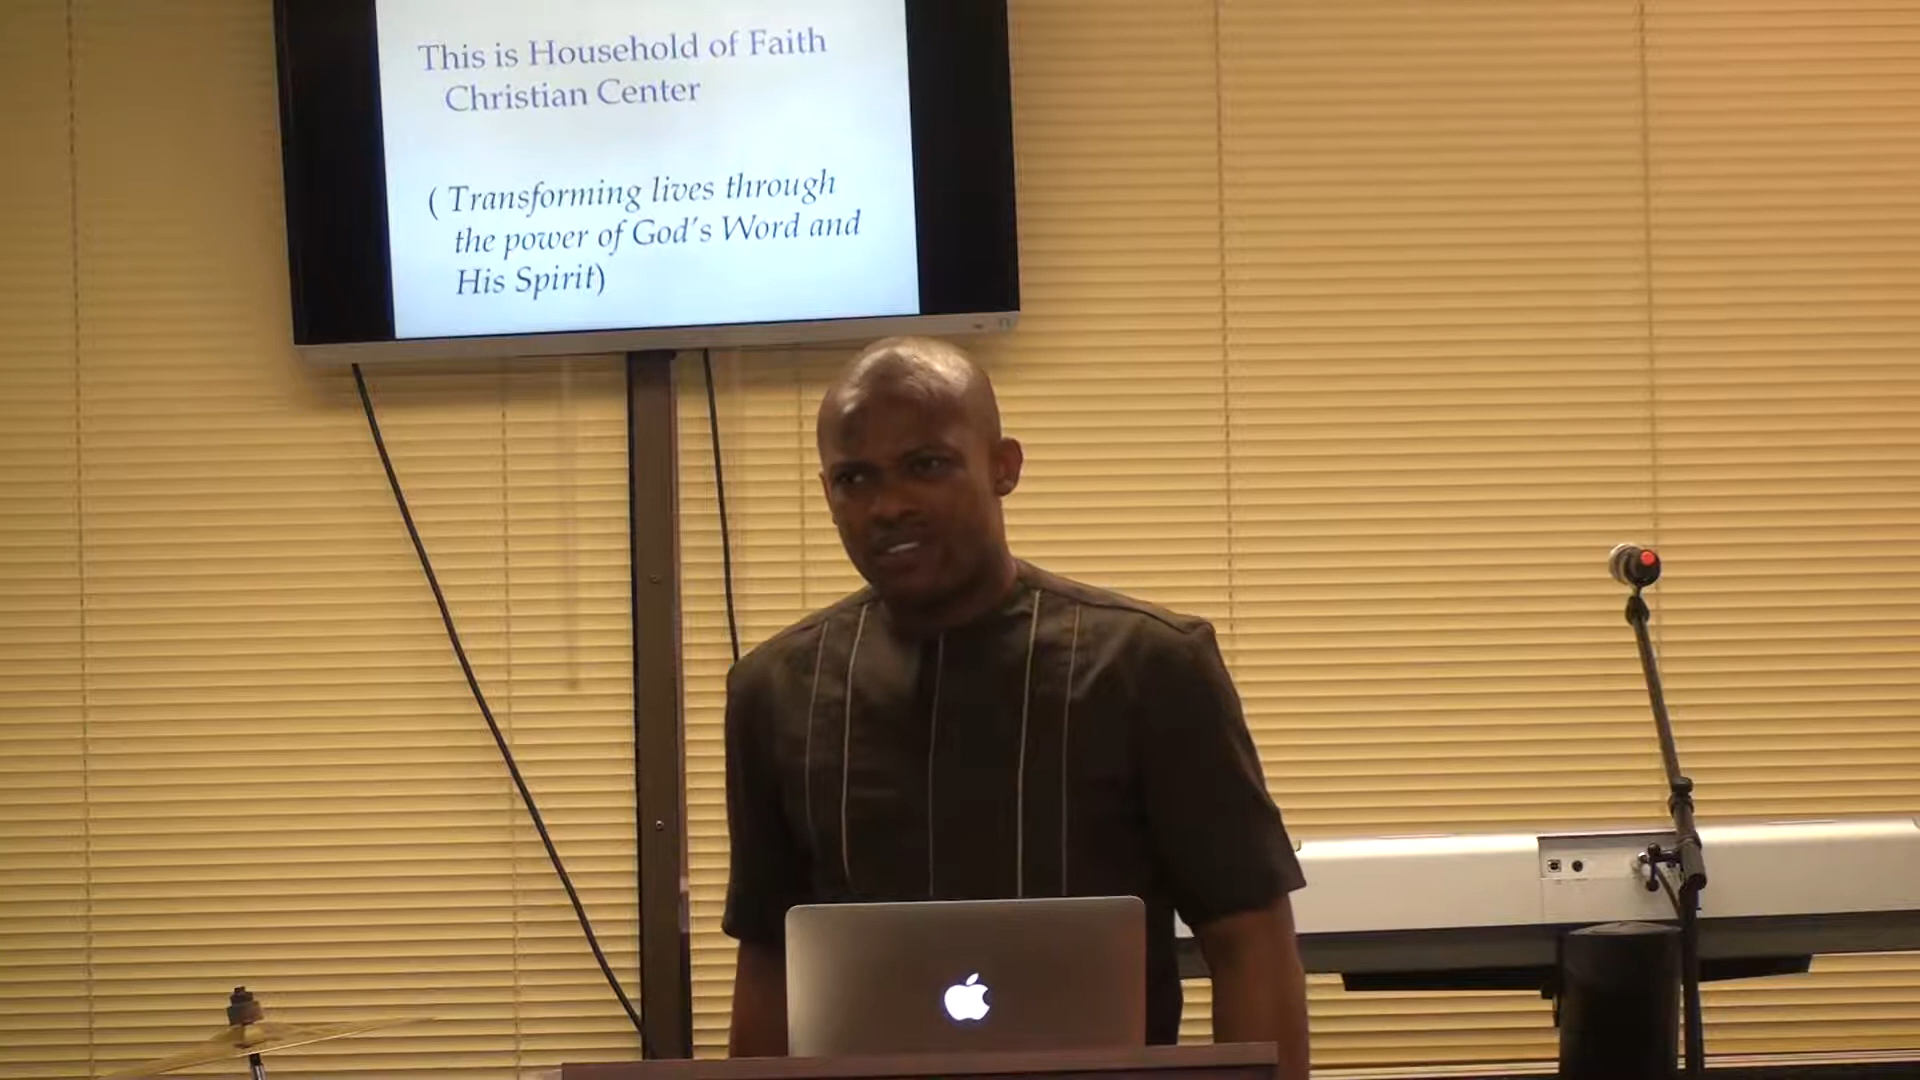 This is Household of Faith
Christian Center
( Transforming lives through
the power of God's Word and
His Spirit)